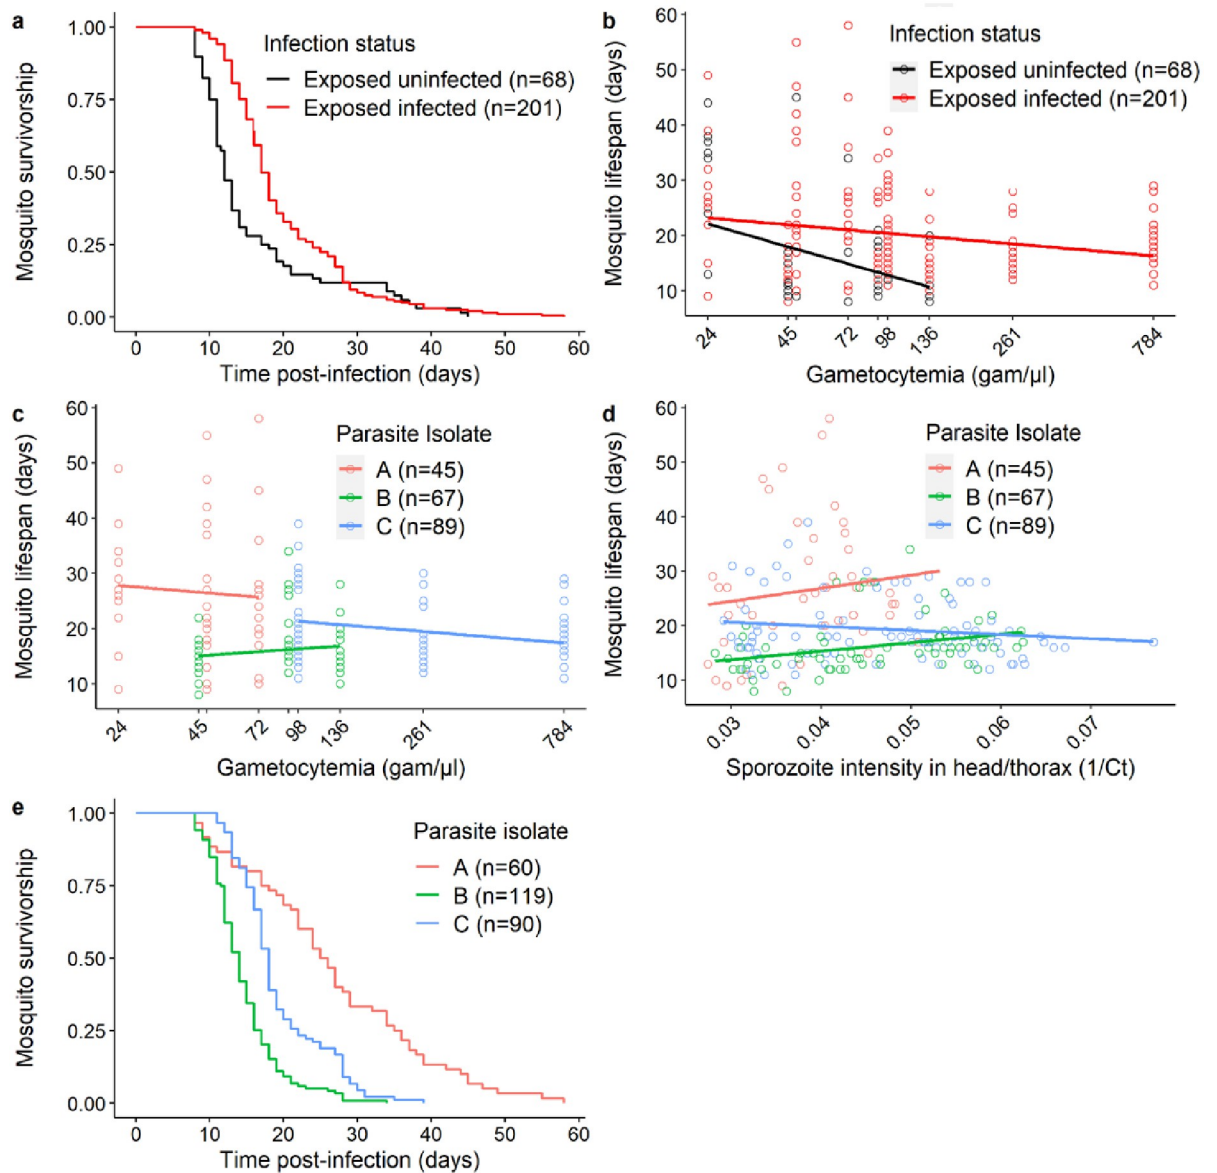 a
Mosquito survivorship
1.00
0.75
0.50
0.25
0.00
Infection status
Exposed uninfected (n=68)
Exposed infected (n=201)
0 10 20 30 40 50 60
Time post-infection (days)
b
Mosquito lifespan (days)
60
50
40
30
20
10
Infection status
Exposed uninfected (n=68)
Exposed infected (n=201)
24 45 72 98 136 261 784
Gametocytemia (gam/µl)
c
Mosquito lifespan (days)
60
50
40
30
20
10
Parasite Isolate
A (n=45)
B (n=67)
C (n=89)
24 45 72 98 136 261 784
Gametocytemia (gam/µl)
d
Mosquito lifespan (days)
60
50
40
30
20
10
Parasite Isolate
A (n=45)
B (n=67)
C (n=89)
0.03 0.04 0.05 0.06 0.07
Sporozoite intensity in head/thorax (1/Ct)
e
Mosquito survivorship
1.00
0.75
0.50
0.25
0.00
Parasite isolate
A (n=60)
B (n=119)
C (n=90)
0 10 20 30 40 50 60
Time post-infection (days)